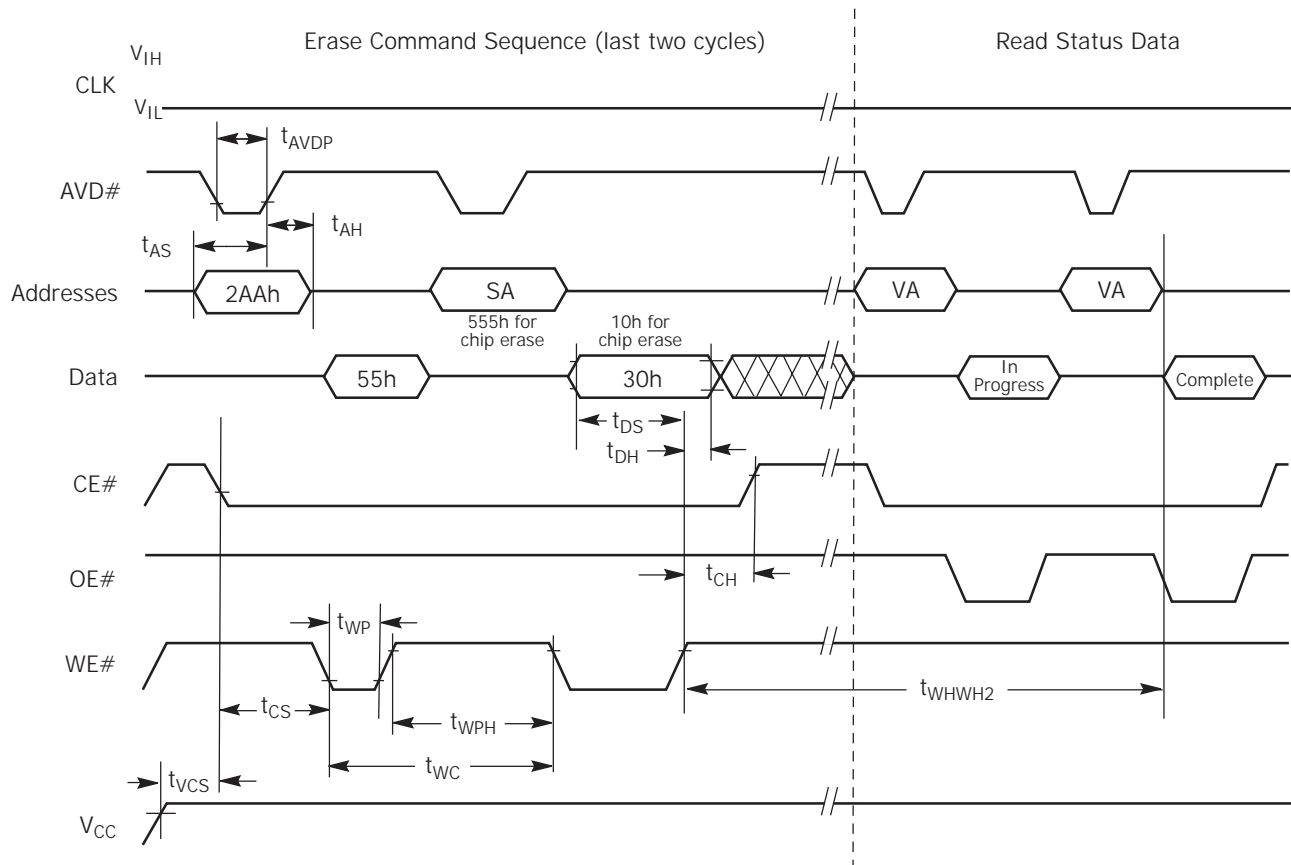 Erase Command Sequence (last two cycles)
Read Status Data
VIH
CLK
VIL
tAVDP
AVD#
tAH
tAS
Addresses
2AAh
SA
VA
VA
555h for
chip erase
10h for
chip erase
Data
55h
30h
In
Progress
Complete
tDS
tDH
CE#
OE#
tCH
tWP
WE#
tWHWH2
tCS
tWPH
tWC
tVCS
VCC